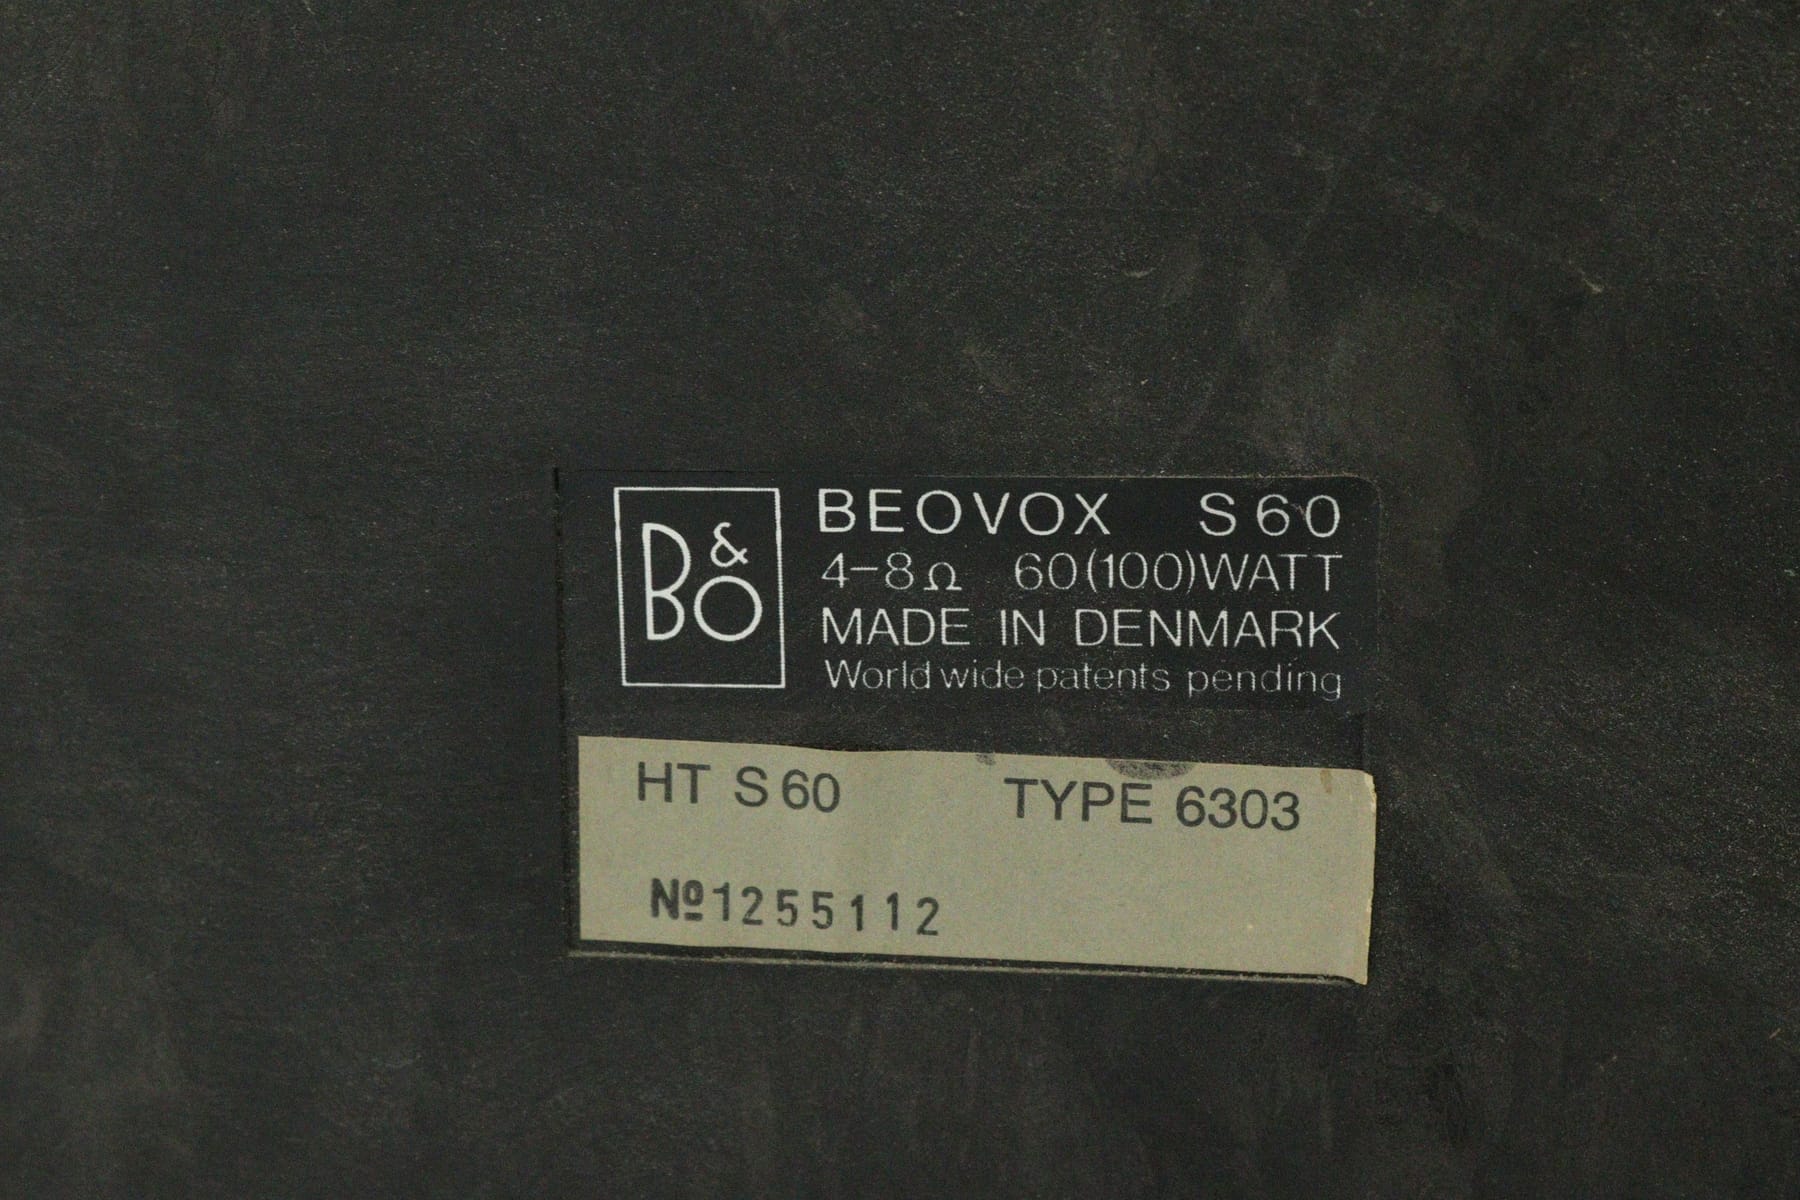 B&O
BEOVOX S60
4-8Ω 60(100)WATT
MADE IN DENMARK
World wide patents pending
HT S60 TYPE 6303
Nº1255112